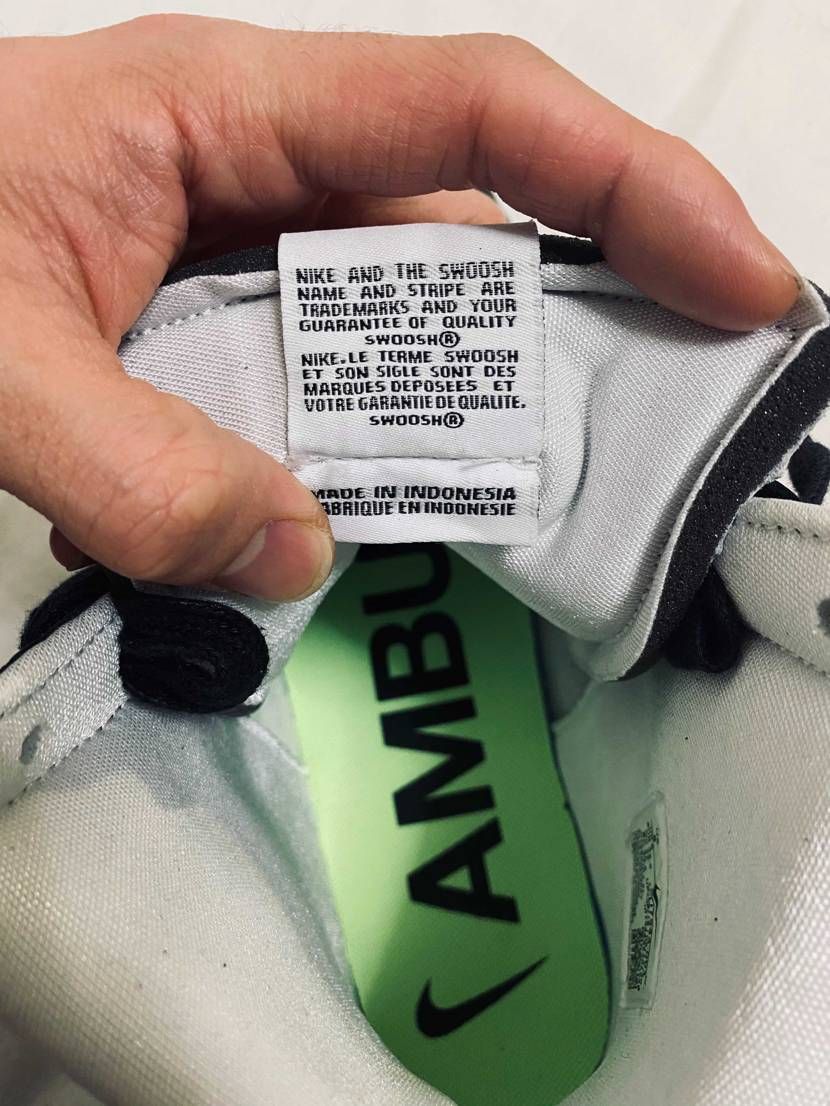 NIKE AND THE SWOOSH
NAME AND STRIPE ARE
TRADEMARKS AND YOUR
GUARANTEE OF QUALITY
SWOOSH®
NIKE.LE TERME SWOOSH
ET SON SIGLE SONT DES
MARQUES DEPOSEES ET
VOTRE GARANTIE DE QUALITE.
SWOOSH®
MADE IN INDONESIA
ABRIQUE EN INDONESIE
AMBU